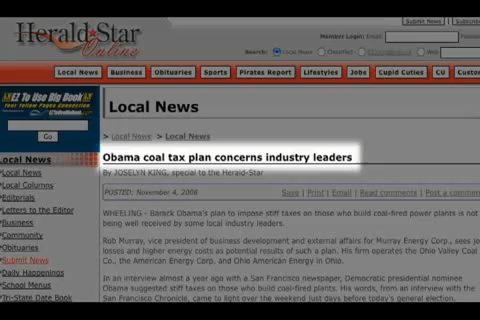 Submit News Subscribe
Herald Star
Online
Member Login: Email Password
Search: Local News Classified Web
Local News Business Obituaries Sports Pirates Report Lifestyles Jobs Cupid Cuties CU Custo
EZ To Use Big Book
Your Yellow Pages Connection
Go
Local News
> Local News > Local News
Obama coal tax plan concerns industry leaders
By JOSELYN KING, special to the Herald-Star
POSTED: November 4, 2008 Save | Print | Email Read comments | Post a comment
WHEELING - Barack Obama's plan to impose stiff taxes on those who build coal-fired power plants is not
being well received by some local industry leaders.
Rob Murray, vice president of business development and external affairs for Murray Energy Corp., sees jo
losses and higher energy costs as potential results of such a plan. His firm operates the Ohio Valley Coal
Co., the American Energy Corp. and Ohio American Energy in Ohio.
In an interview almost a year ago with a San Francisco newspaper, Democratic presidential nominee
Obama suggested stiff taxes on those who build coal-fired plants. His words, from an interview with the
San Francisco Chronicle, came to light over the weekend just days before today's general election.
Local News
Local News
Local Columns
Editorials
Letters to the Editor
Business
Community
Obituaries
Submit News
Daily Happenings
School Menus
Tri-State Date Book